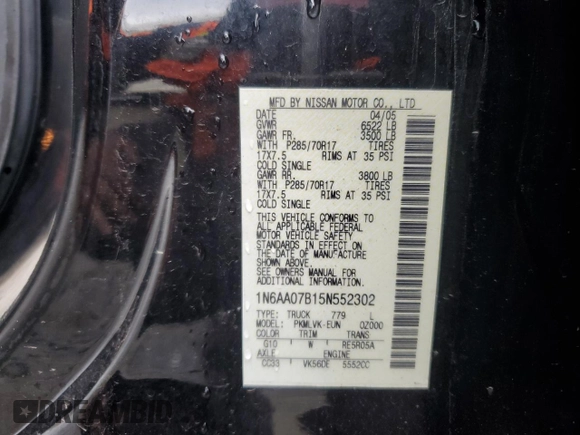 MFD BY NISSAN MOTOR CO., LTD
DATE 04/05
GVWR 6522 LB
GAWR FR. 3500 LB
WITH P285/70R17 TIRES
17X7.5 RIMS AT 35 PSI
COLD SINGLE
GAWR RR. 3800 LB
WITH P285/70R17 TIRES
17X7.5 RIMS AT 35 PSI
COLD SINGLE
THIS VEHICLE CONFORMS TO
ALL APPLICABLE FEDERAL
MOTOR VEHICLE SAFETY
STANDARDS IN EFFECT ON
THE DATE OF MANUFACTURE
SHOWN ABOVE.
SEE OWNERS MANUAL FOR
ADDITIONAL INFORMATION.
1N6AA07B15N552302
TYPE: TRUCK 779 L
MODEL: PKMLVK-EUN 0Z000
COLOR TRIM TRANS
G10 W RE5R05A
AXLE ENGINE
CC33 VK56DE 5552CC
DREAMBID